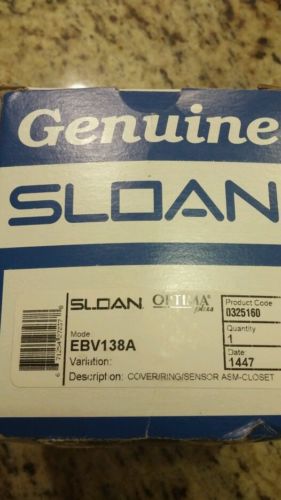 Genuine
SLOAN
SLOAN. OPTIMA plus
Product Code
0325160
Mode
EBV138A
Quantity
1
Variation:
Date:
1447
Description: COVER/RING/SENSOR ASM-CLOSET